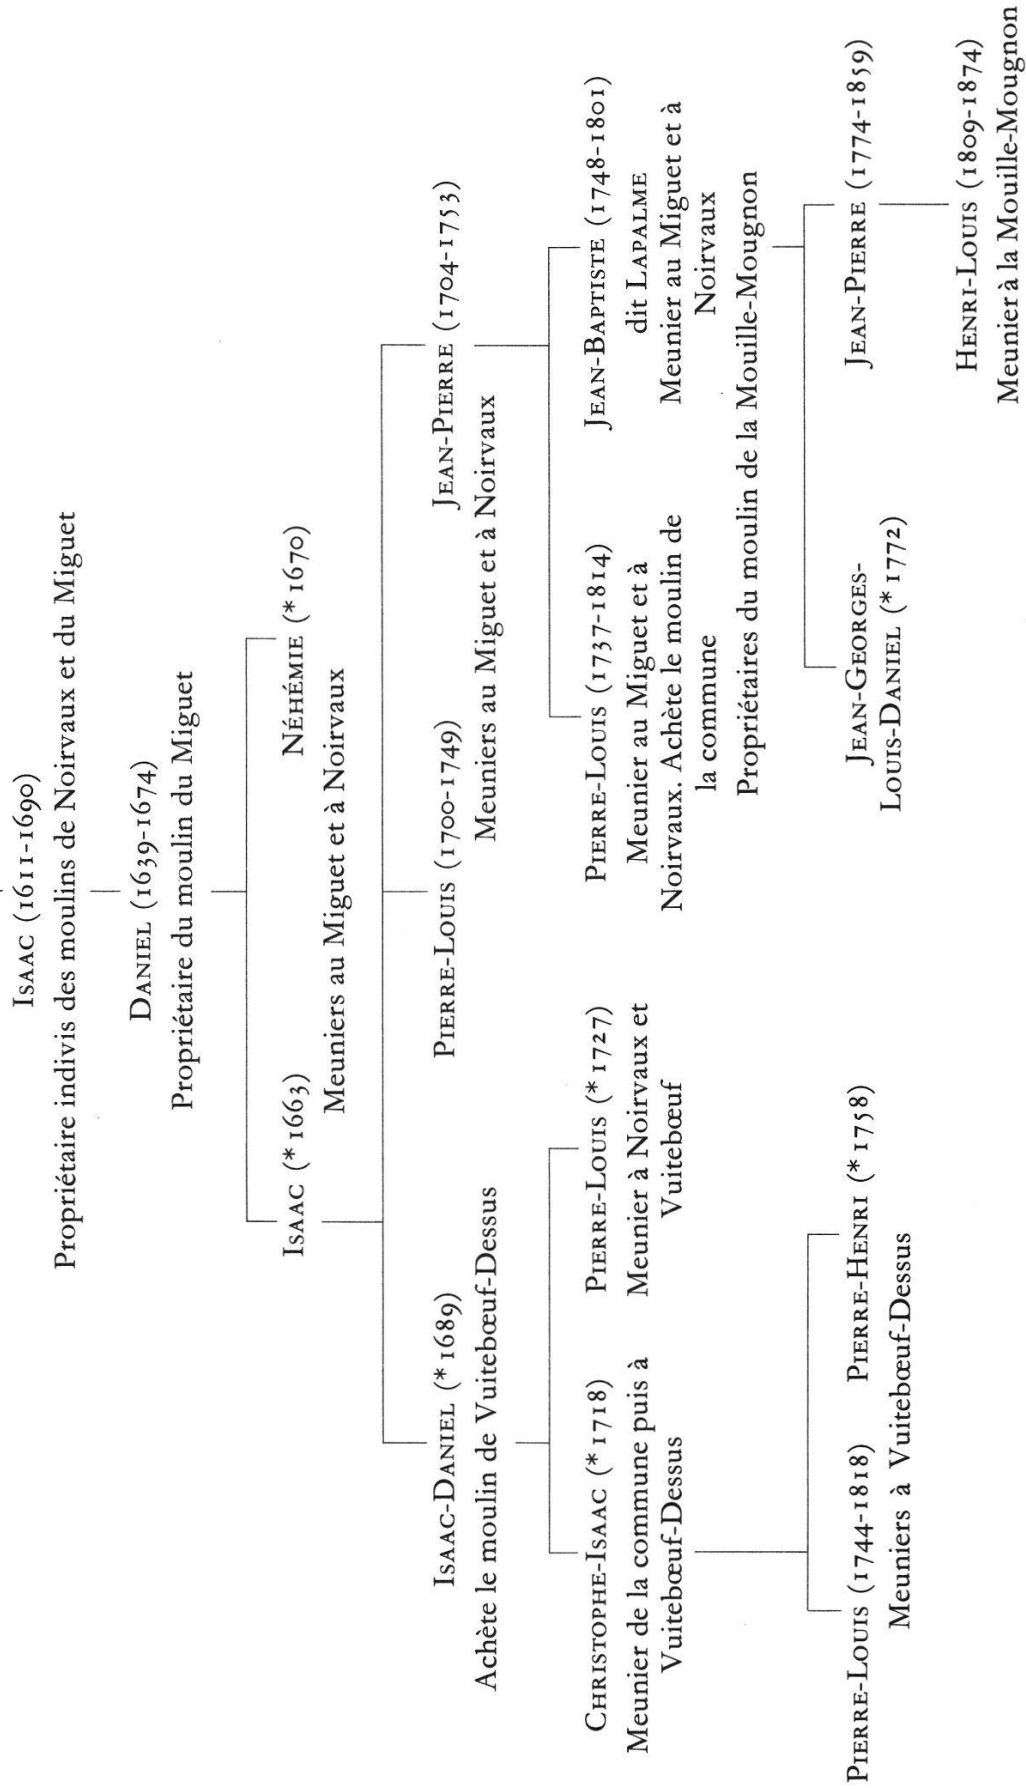 ISAAC (1611-1690)
Propriétaire indivis des moulins de Noirvaux et du Miguet
DANIEL (1639-1674)
Propriétaire du moulin du Miguet
ISAAC (*1663)
NÉHÉMIE (*1670)
Meuniers au Miguet et à Noirvaux
ISAAC-DANIEL (*1689)
Achète le moulin de Vuitebœuf-Dessus
PIERRE-LOUIS (1700-1749)
JEAN-PIERRE (1704-1753)
Meuniers au Miguet et à Noirvaux
CHRISTOPHE-ISAAC (*1718)
Meunier de la commune puis à
Vuitebœuf-Dessus
PIERRE-LOUIS (*1727)
Meunier à Noirvaux et
Vuitebœuf
PIERRE-LOUIS (1737-1814)
Meunier au Miguet et à
Noirvaux. Achète le moulin de
la commune
JEAN-BAPTISTE (1748-1801)
dit LAPALME
Meunier au Miguet et à
Noirvaux
Propriétaires du moulin de la Mouille-Mougnon
PIERRE-LOUIS (1744-1818)
PIERRE-HENRI (*1758)
Meuniers à Vuitebœuf-Dessus
JEAN-GEORGES-
LOUIS-DANIEL (*1772)
JEAN-PIERRE (1774-1859)
HENRI-LOUIS (1809-1874)
Meunier à la Mouille-Mougnon